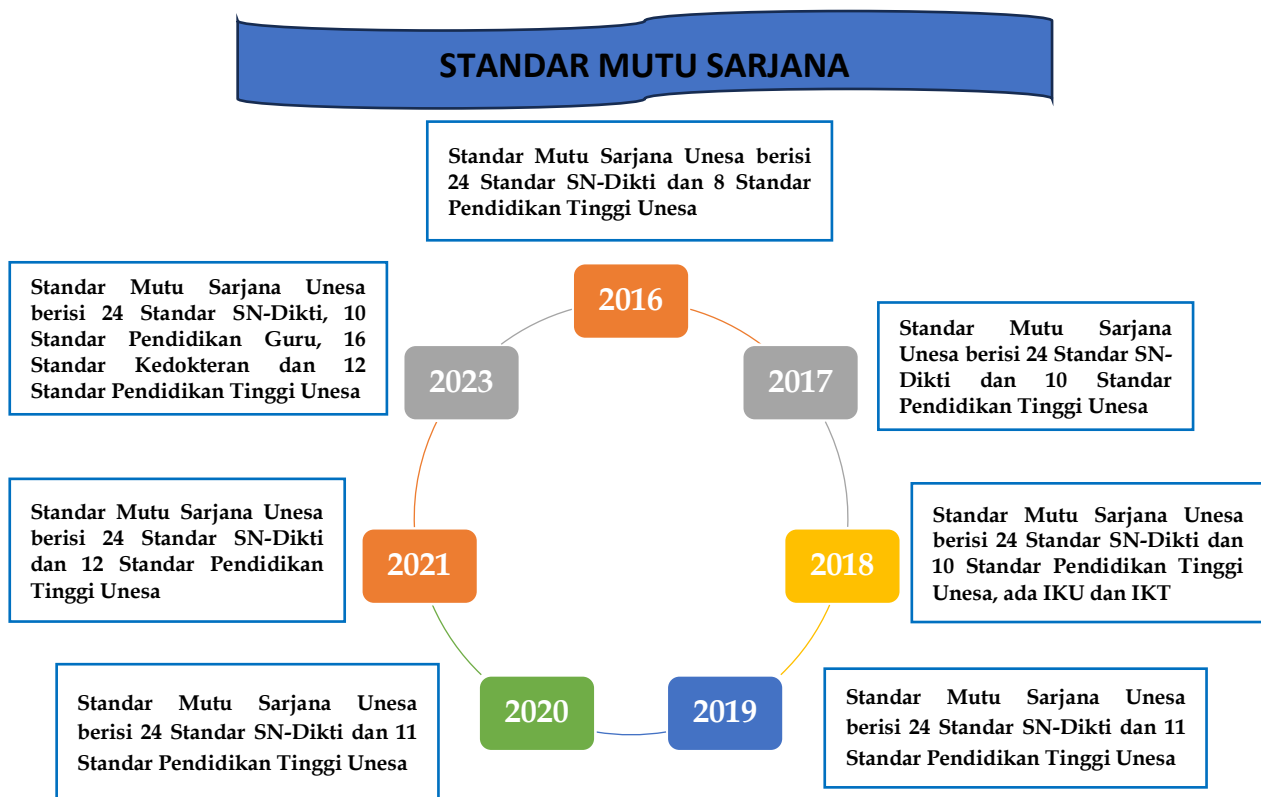 STANDAR MUTU SARJANA
Standar Mutu Sarjana Unesa berisi
24 Standar SN-Dikti dan 8 Standar
Pendidikan Tinggi Unesa
2016
Standar Mutu Sarjana
Unesa berisi 24 Standar SN-
Dikti dan 10 Standar
Pendidikan Tinggi Unesa
2017
Standar Mutu Sarjana Unesa
berisi 24 Standar SN-Dikti dan
10 Standar Pendidikan Tinggi
Unesa, ada IKU dan IKT
2018
Standar Mutu Sarjana Unesa
berisi 24 Standar SN-Dikti dan 11
Standar Pendidikan Tinggi Unesa
2019
Standar Mutu Sarjana Unesa
berisi 24 Standar SN-Dikti dan 11
Standar Pendidikan Tinggi Unesa
2020
Standar Mutu Sarjana Unesa
berisi 24 Standar SN-Dikti
dan 12 Standar Pendidikan
Tinggi Unesa
2021
Standar Mutu Sarjana Unesa
berisi 24 Standar SN-Dikti, 10
Standar Pendidikan Guru, 16
Standar Kedokteran dan 12
Standar Pendidikan Tinggi Unesa
2023